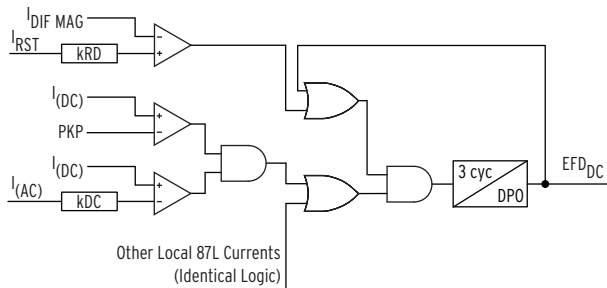 I_DIF MAG
−
I_RST
kRD
+
I_(DC)
+
PKP
−
I_(DC)
+
I_(AC)
kDC
−
3 cyc
DPO
EFD_DC
Other Local 87L Currents
(Identical Logic)